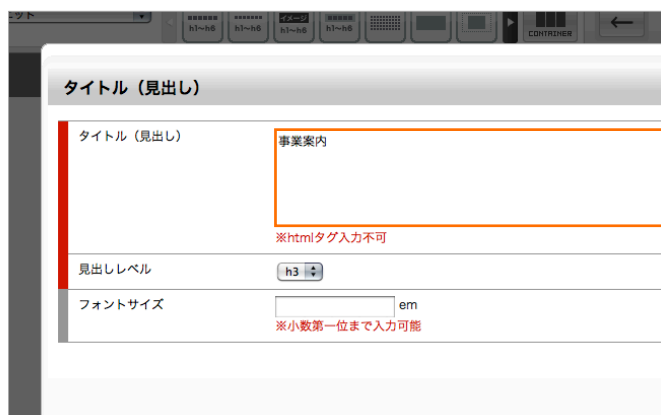 ニット
h1~h6 h1~h6 イメージ h1~h6 h1~h6 CONTAINER
タイトル（見出し）
タイトル（見出し）
事業案内
※htmlタグ入力不可
見出しレベル
h3
フォントサイズ
em
※小数第一位まで入力可能